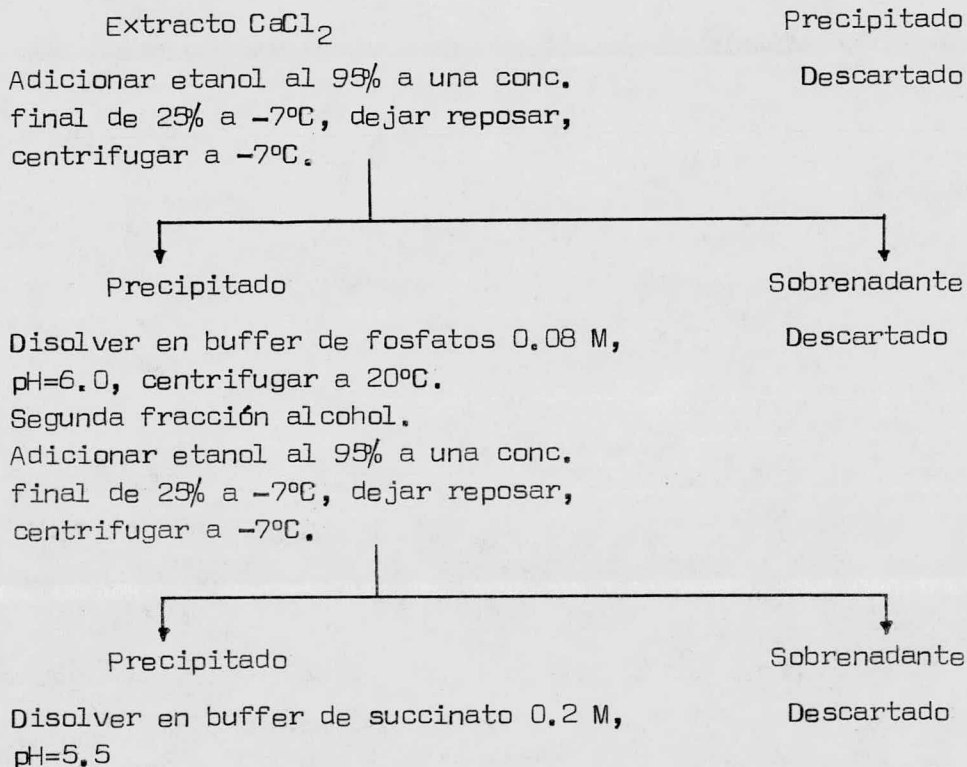 Extracto CaCl2
Precipitado
Adicionar etanol al 95% a una conc.
Descartado
final de 25% a -7ºC, dejar reposar,
centrifugar a -7ºC.
Precipitado
Sobrenadante
Disolver en buffer de fosfatos 0.08 M,
Descartado
pH=6.0, centrifugar a 20ºC.
Segunda fracción alcohol.
Adicionar etanol al 95% a una conc.
final de 25% a -7ºC, dejar reposar,
centrifugar a -7ºC.
Precipitado
Sobrenadante
Disolver en buffer de succinato 0.2 M,
Descartado
pH=5.5